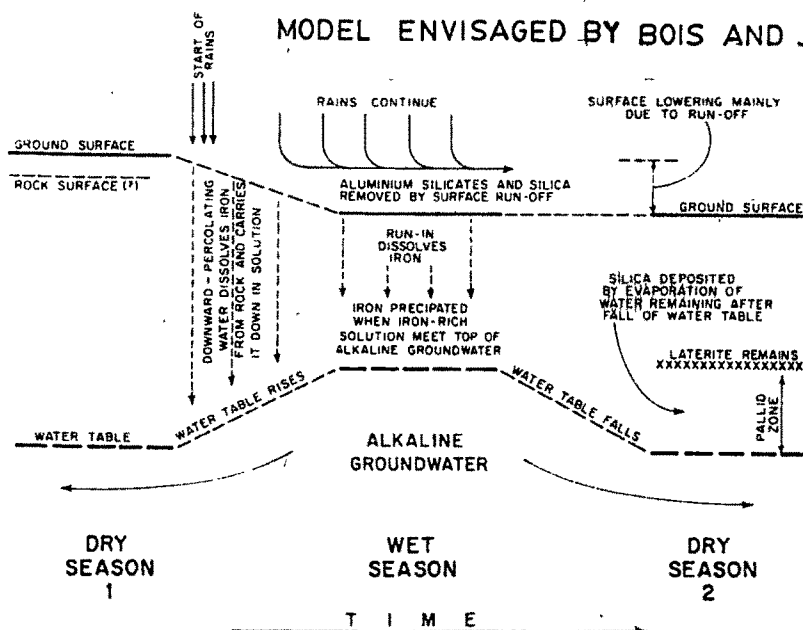 MODEL ENVISAGED BY BOIS AND
START OF
RAINS
RAINS CONTINUE
SURFACE LOWERING MAINLY
DUE TO RUN-OFF
GROUND SURFACE
ROCK SURFACE (?)
ALUMINIUM SILICATES AND SILICA
REMOVED BY SURFACE RUN-OFF
GROUND SURFACE
DOWNWARD-PERCOLATING
WATER DISSOLVES IRON
FROM ROCK AND CARRIES
IT DOWN IN SOLUTION
RUN-IN
DISSOLVES
IRON
IRON PRECIPATED
WHEN IRON-RICH
SOLUTION MEET TOP OF
ALKALINE GROUNDWATER
SILICA DEPOSITED
BY EVAPORATION OF
WATER REMAINING AFTER
FALL OF WATER TABLE
LATERITE REMAINS
XXXXXXXXXXXXXXXX
PALLID
ZONE
WATER TABLE
WATER TABLE RISES
WATER TABLE FALLS
ALKALINE
GROUNDWATER
DRY
SEASON
1
WET
SEASON
DRY
SEASON
2
TIME